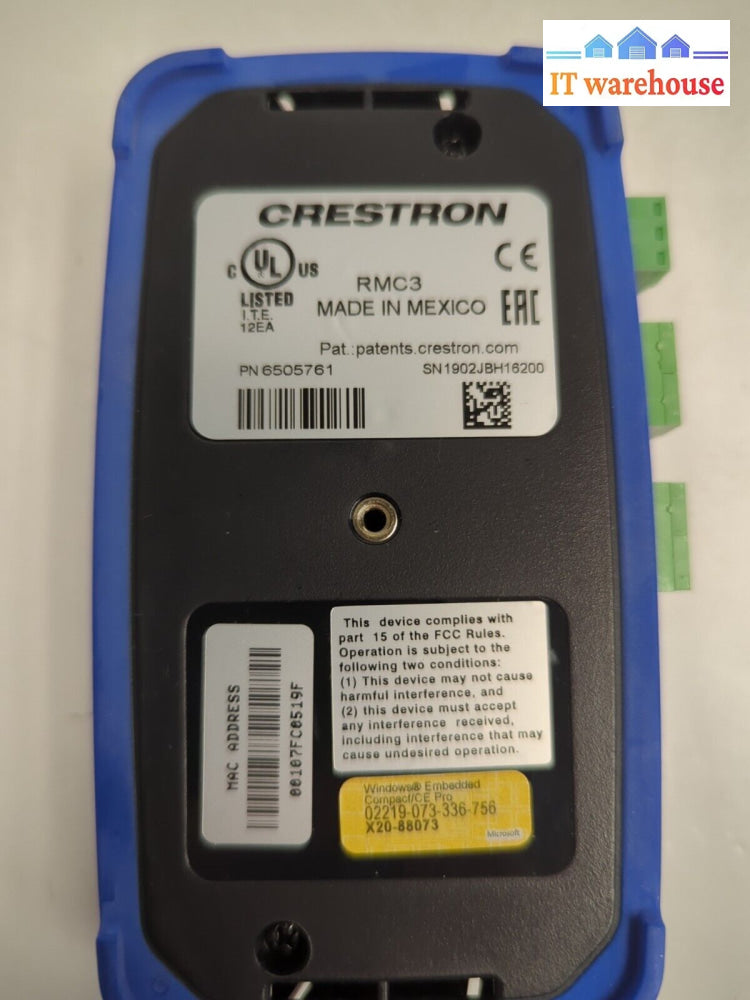 IT warehouse
CRESTRON
C UL US
LISTED
I.T.E.
12EA
CE
RMC3
MADE IN MEXICO
EAC
Pat.:patents.crestron.com
PN 6505761
SN1902JBH16200
This device complies with
part 15 of the FCC Rules.
Operation is subject to the
following two conditions:
(1) This device may not cause
harmful interference, and
(2) this device must accept
any interference received,
including interference that may
cause undesired operation.
MAC ADDRESS
00107FC0519F
Windows® Embedded
Compact/CE Pro
02219-073-336-756
X20-88073
Microsoft